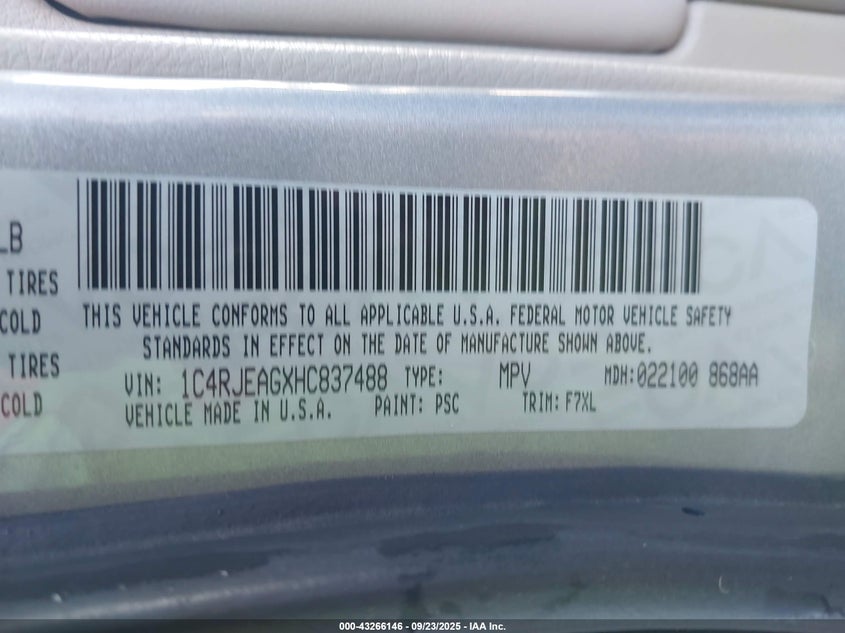 LB
TIRES
COLD
TIRES
COLD
THIS VEHICLE CONFORMS TO ALL APPLICABLE U.S.A. FEDERAL MOTOR VEHICLE SAFETY
STANDARDS IN EFFECT ON THE DATE OF MANUFACTURE SHOWN ABOVE.
VIN: 1C4RJEAGXHC837488 TYPE: MPV MDH:022100 868AA
VEHICLE MADE IN U.S.A. PAINT: PSC TRIM: F7XL
000-43266146 - 09/23/2025 - IAA Inc.